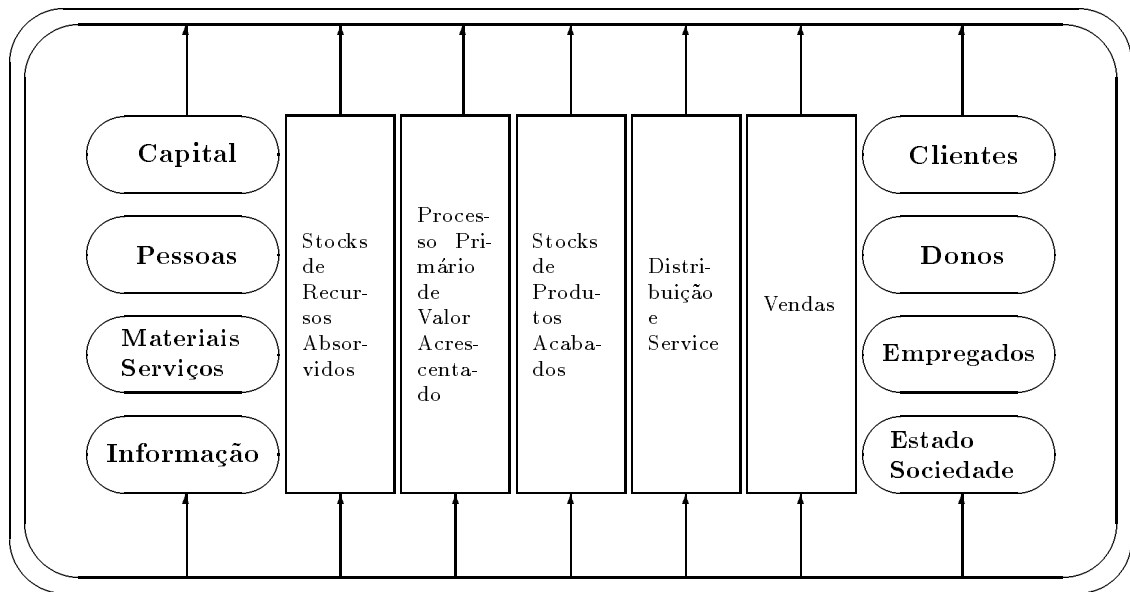 Capital
Pessoas
Materiais
Serviços
Informação
Stocks
de
Recur-
sos
Absor-
vidos
Proces-
so Pri-
mário
de
Valor
Acres-
centa-
do
Stocks
de
Produ-
tos
Acaba-
dos
Distri-
buição
e
Service
Vendas
Clientes
Donos
Empregados
Estado
Sociedade